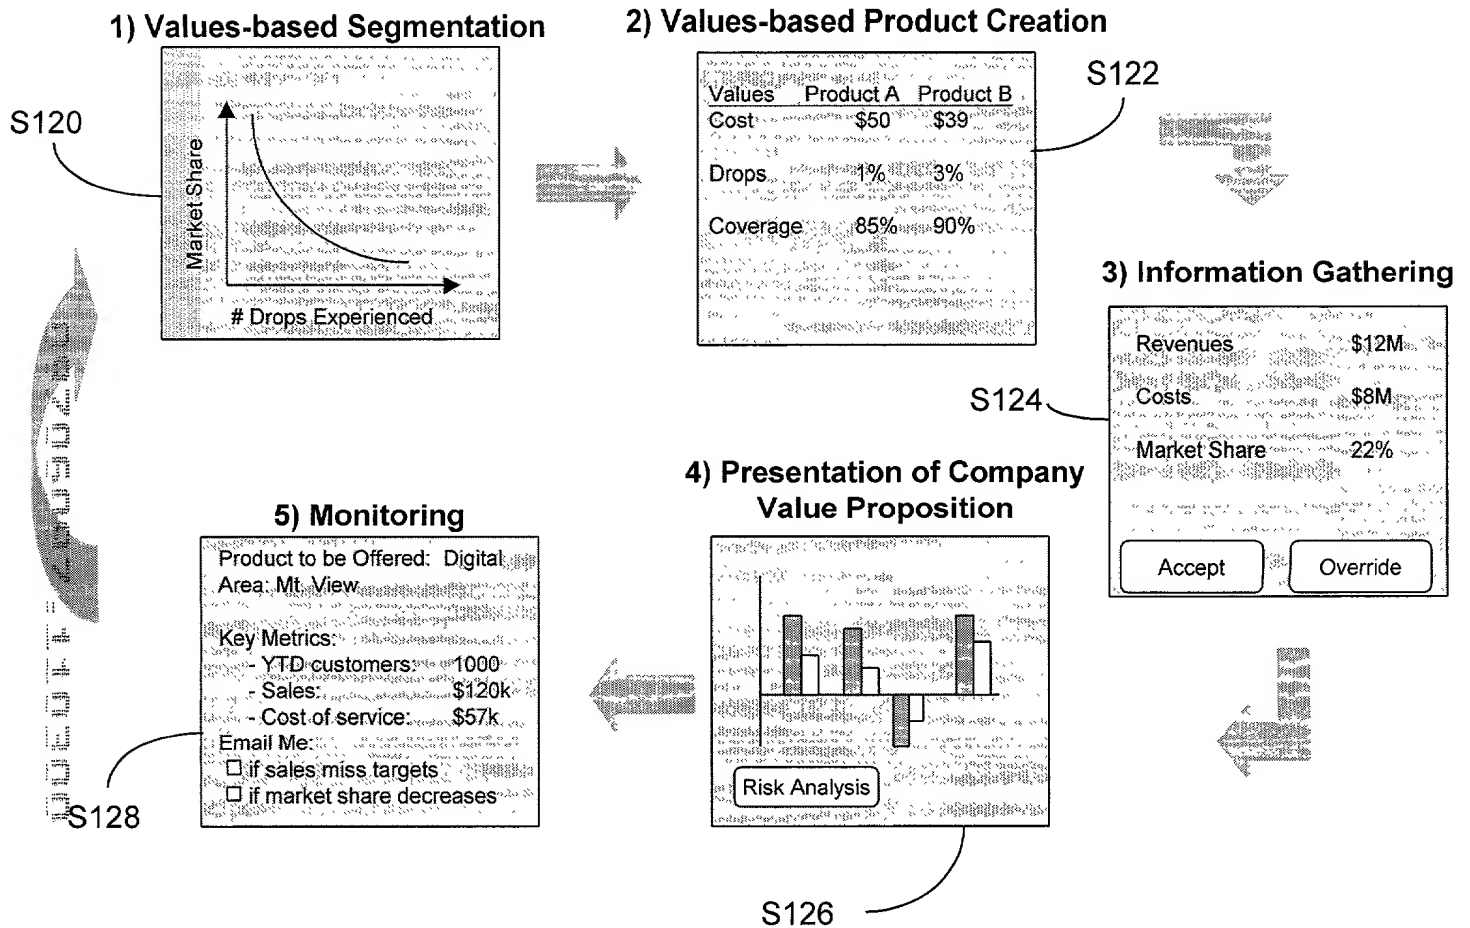 1) Values-based Segmentation
S120
Market Share
# Drops Experienced
2) Values-based Product Creation
S122
Values Product A Product B
Cost $50 $39
Drops 1% 3%
Coverage 85% 90%
3) Information Gathering
S124
Revenues $12M
Costs $8M
Market Share 22%
Accept Override
4) Presentation of Company
Value Proposition
Risk Analysis
S126
5) Monitoring
Product to be Offered: Digital
Area: Mt. View
Key Metrics:
- YTD customers: 1000
- Sales: $120k
- Cost of service: $57k
Email Me:
if sales miss targets
if market share decreases
S128